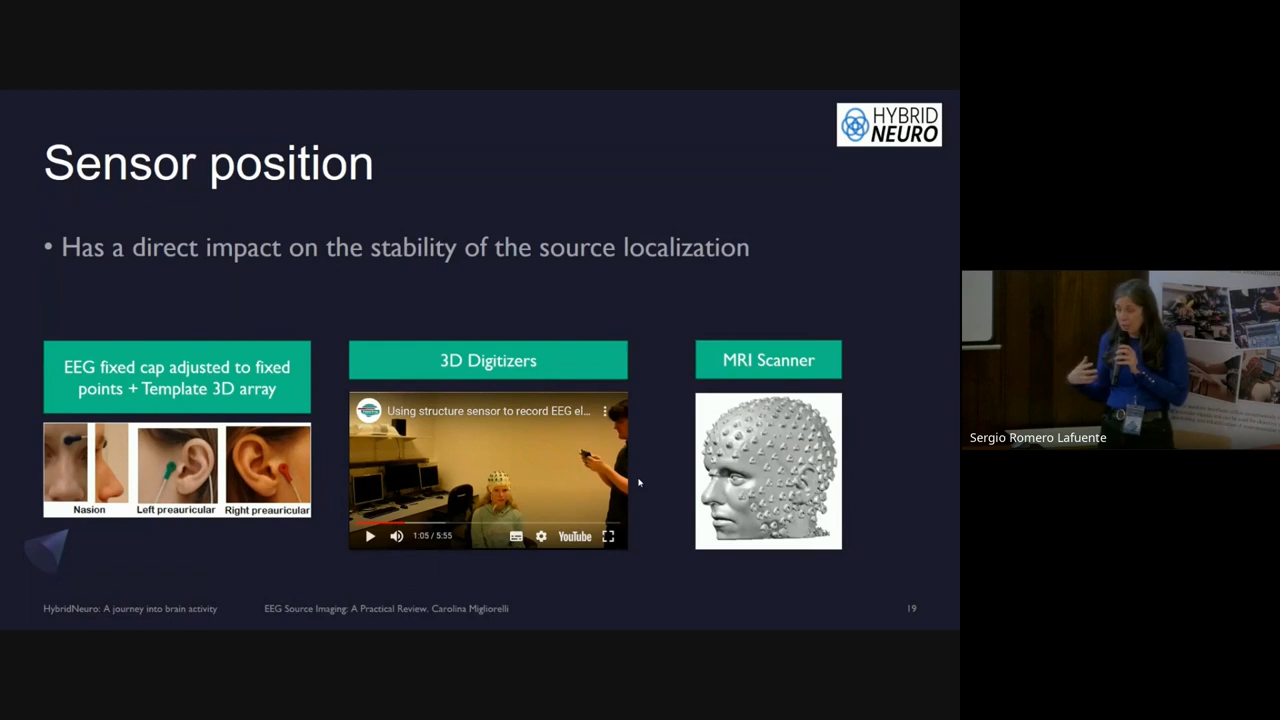 HYBRID
NEURO
Sensor position
• Has a direct impact on the stability of the source localization
EEG fixed cap adjusted to fixed
points + Template 3D array
Nasion
Left preauricular
Right preauricular
3D Digitizers
Using structure sensor to record EEG el...
1:05 / 5:55
YouTube
MRI Scanner
HybridNeuro: A journey into brain activity
EEG Source Imaging: A Practical Review, Carolina Migliorelli
19
Sergio Romero Lafuente